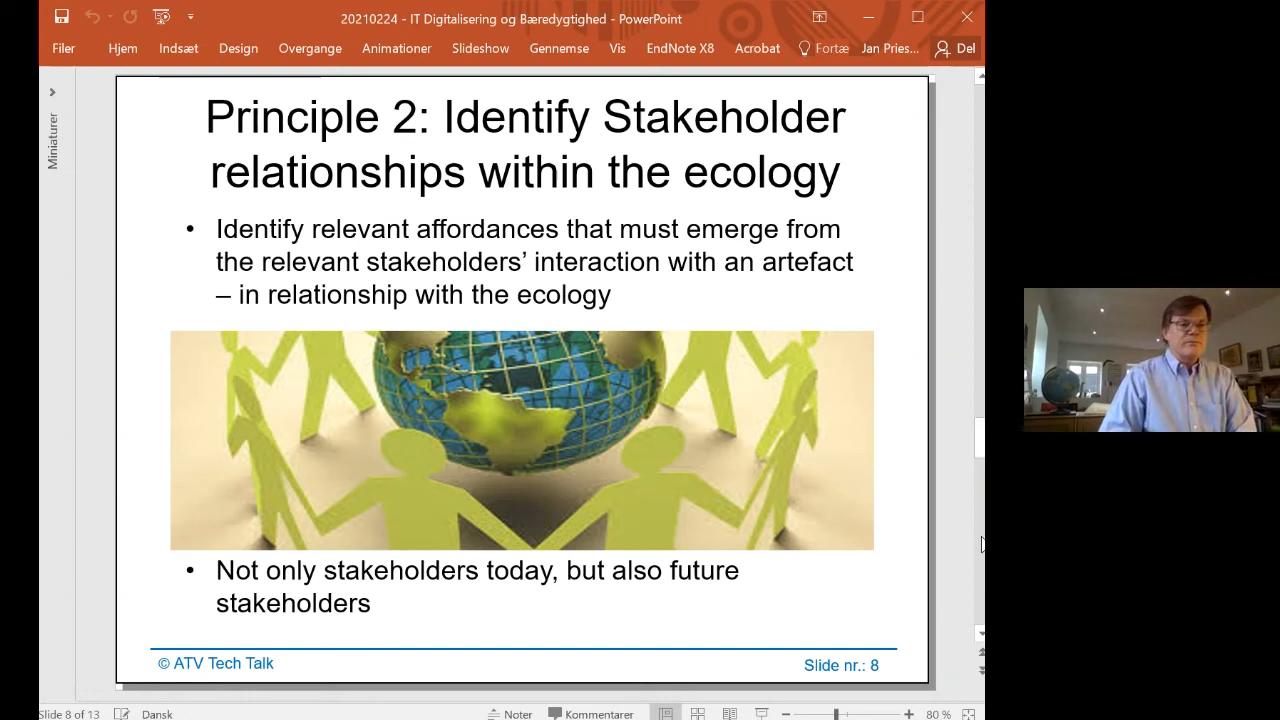 20210224 - IT Digitalisering og Bæredygtighed - PowerPoint
Filer Hjem Indsæt Design Overgange Animationer Slideshow Gennemse Vis EndNote X8 Acrobat Fortæ Jan Pries... Del
Miniaturer
Principle 2: Identify Stakeholder
relationships within the ecology
• Identify relevant affordances that must emerge from
the relevant stakeholders’ interaction with an artefact
– in relationship with the ecology
• Not only stakeholders today, but also future
stakeholders
© ATV Tech Talk
Slide nr.: 8
Slide 8 of 13 Dansk Noter Kommentarer 80 %